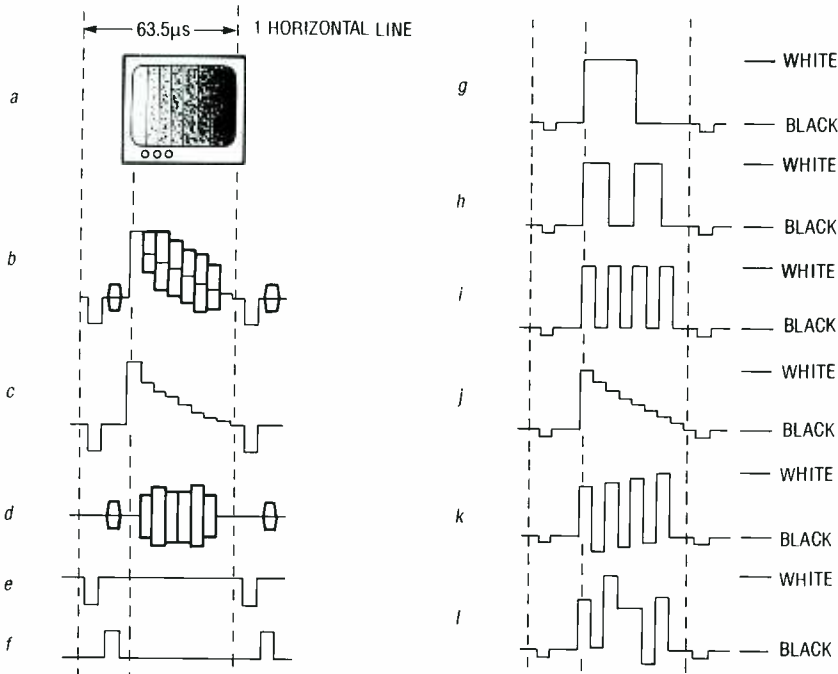 63.5µs
1 HORIZONTAL LINE
a
b
c
d
e
f
g
WHITE
BLACK
h
WHITE
BLACK
i
WHITE
BLACK
j
WHITE
BLACK
k
WHITE
BLACK
l
WHITE
BLACK